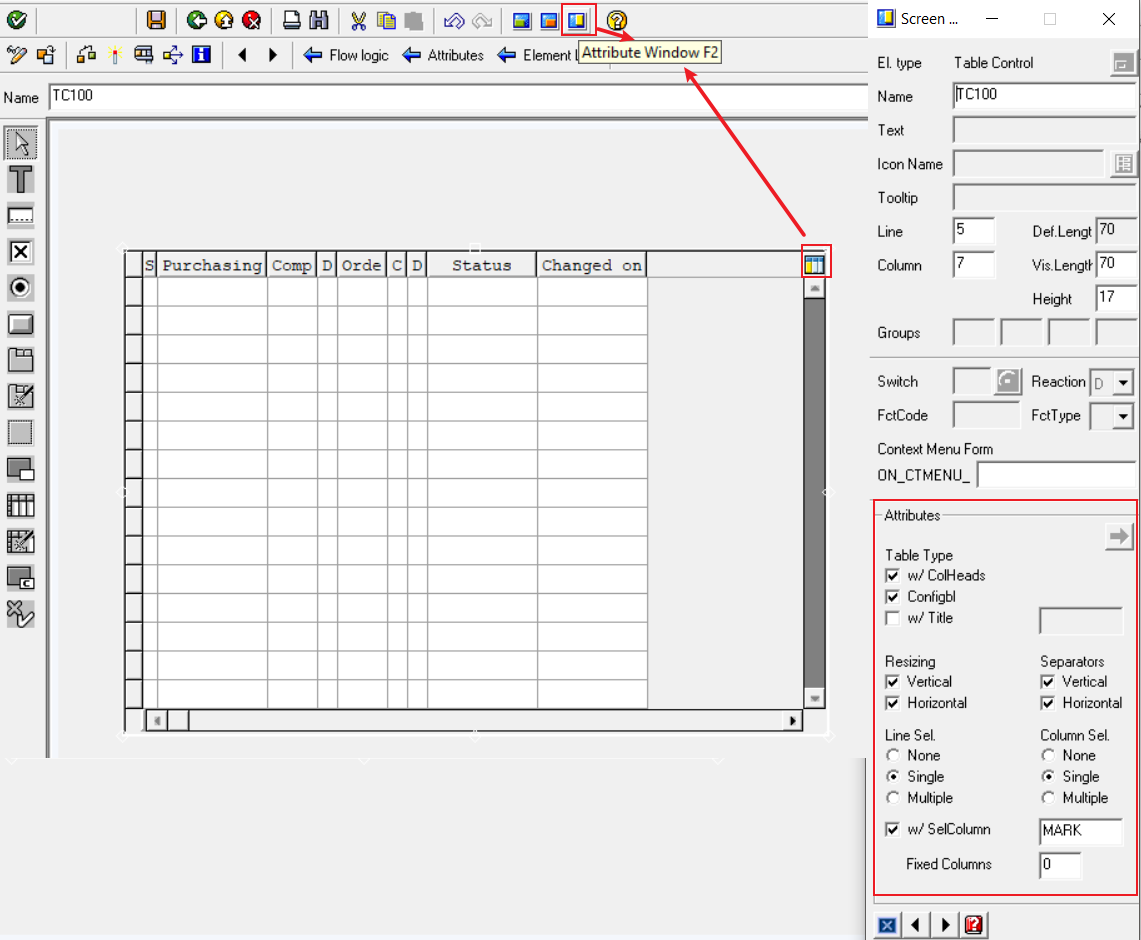 Screen ...
Flow logic
Attributes
Element L
Attribute Window F2
Name
TC100
S
Purchasing
Comp
D
Orde
C
D
Status
Changed on
El. type
Table Control
Name
TC100
Text
Icon Name
Tooltip
Line
5
Def.Lengt
70
Column
7
Vis.Length
70
Height
17
Groups
Switch
Reaction
D
FctCode
FctType
Context Menu Form
ON_CTMENU_
Attributes
Table Type
w/ ColHeads
Configbl
w/ Title
Resizing
Separators
Vertical
Vertical
Horizontal
Horizontal
Line Sel.
Column Sel.
None
None
Single
Single
Multiple
Multiple
w/ SelColumn
MARK
Fixed Columns
0